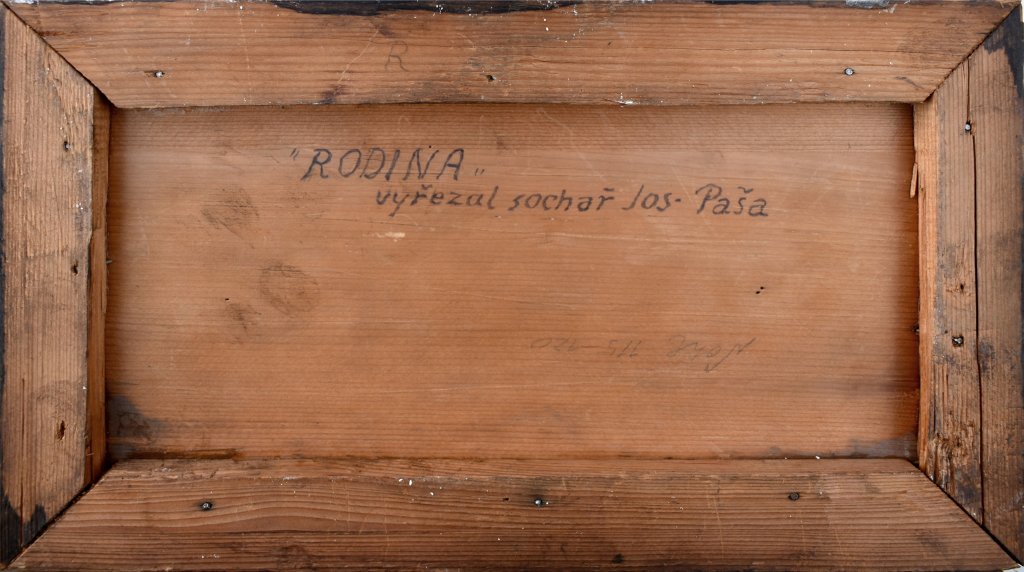 R
"RODINA"
vyřezal sochař Jos. Paša